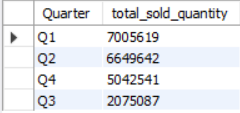 Quarter total_sold_quantity
Q1 7005619
Q2 6649642
Q4 5042541
Q3 2075087